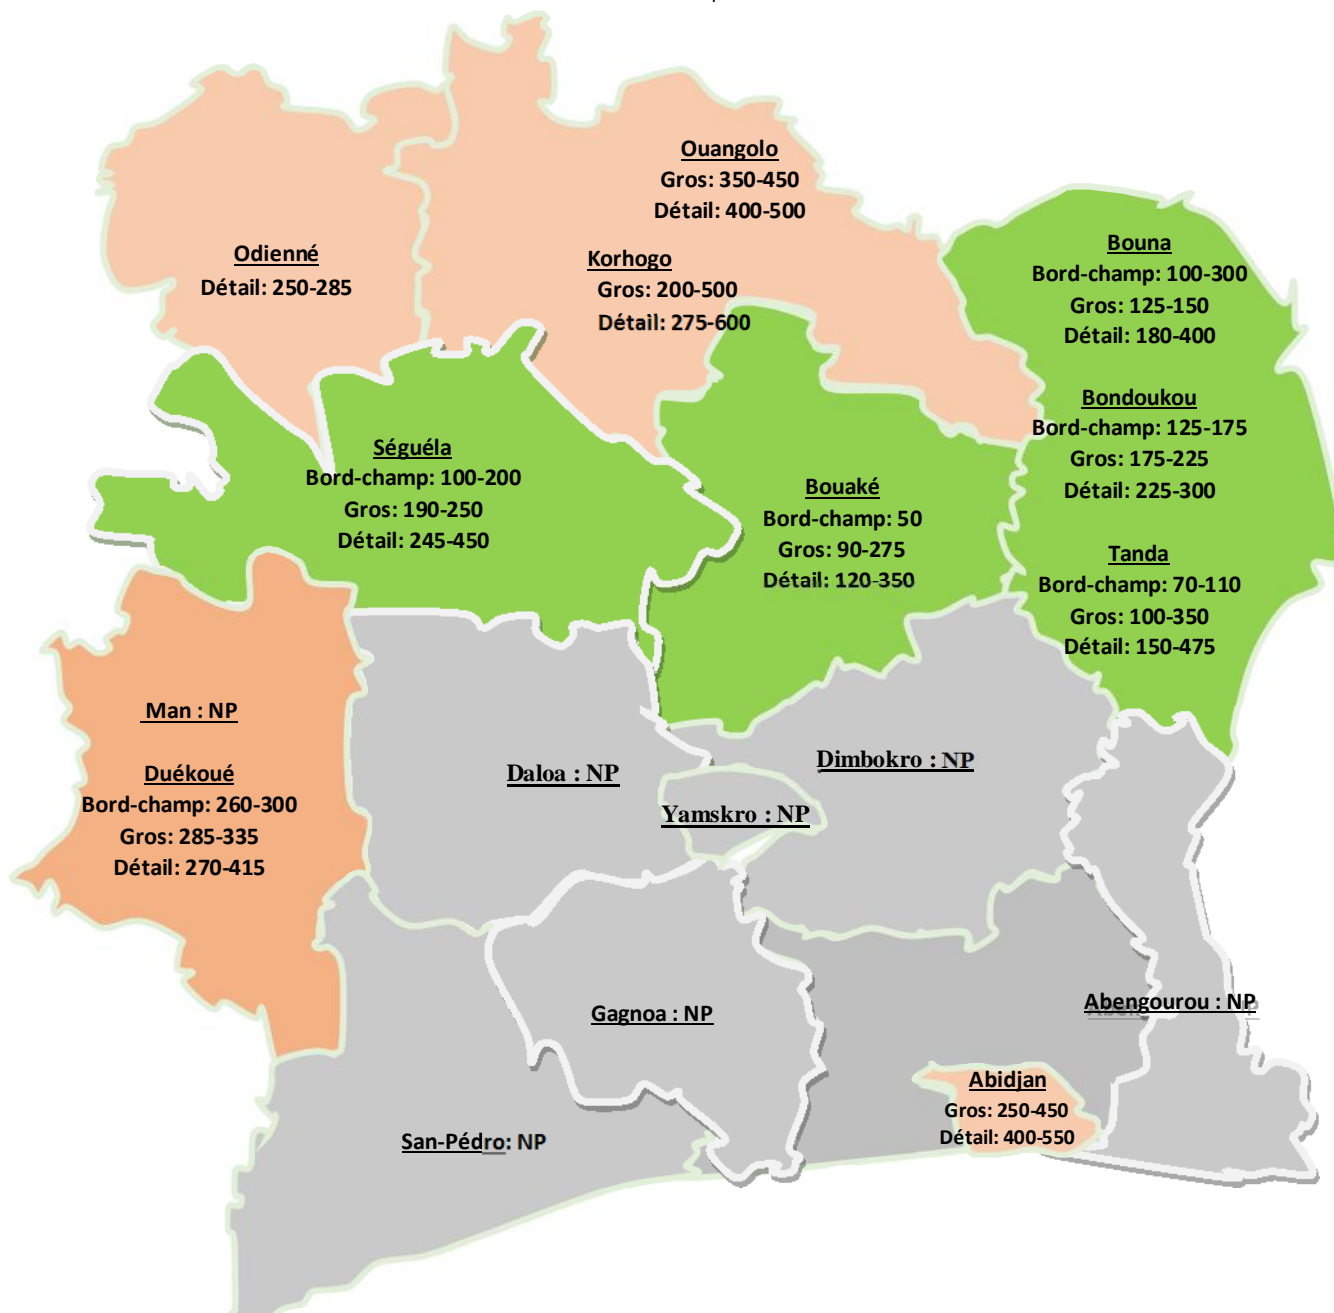 Ouangolo
Gros: 350-450
Détail: 400-500
Odienné
Détail: 250-285
Korhogo
Gros: 200-500
Détail: 275-600
Bouna
Bord-champ: 100-300
Gros: 125-150
Détail: 180-400
Bondoukou
Bord-champ: 125-175
Gros: 175-225
Détail: 225-300
Séguéla
Bord-champ: 100-200
Gros: 190-250
Détail: 245-450
Bouaké
Bord-champ: 50
Gros: 90-275
Détail: 120-350
Tanda
Bord-champ: 70-110
Gros: 100-350
Détail: 150-475
Man : NP
Duékoué
Bord-champ: 260-300
Gros: 285-335
Détail: 270-415
Daloa : NP
Dimbokro : NP
Yamskro : NP
Gagnoa : NP
Abengourou : NP
Abidjan
Gros: 250-450
Détail: 400-550
San-Pédro: NP